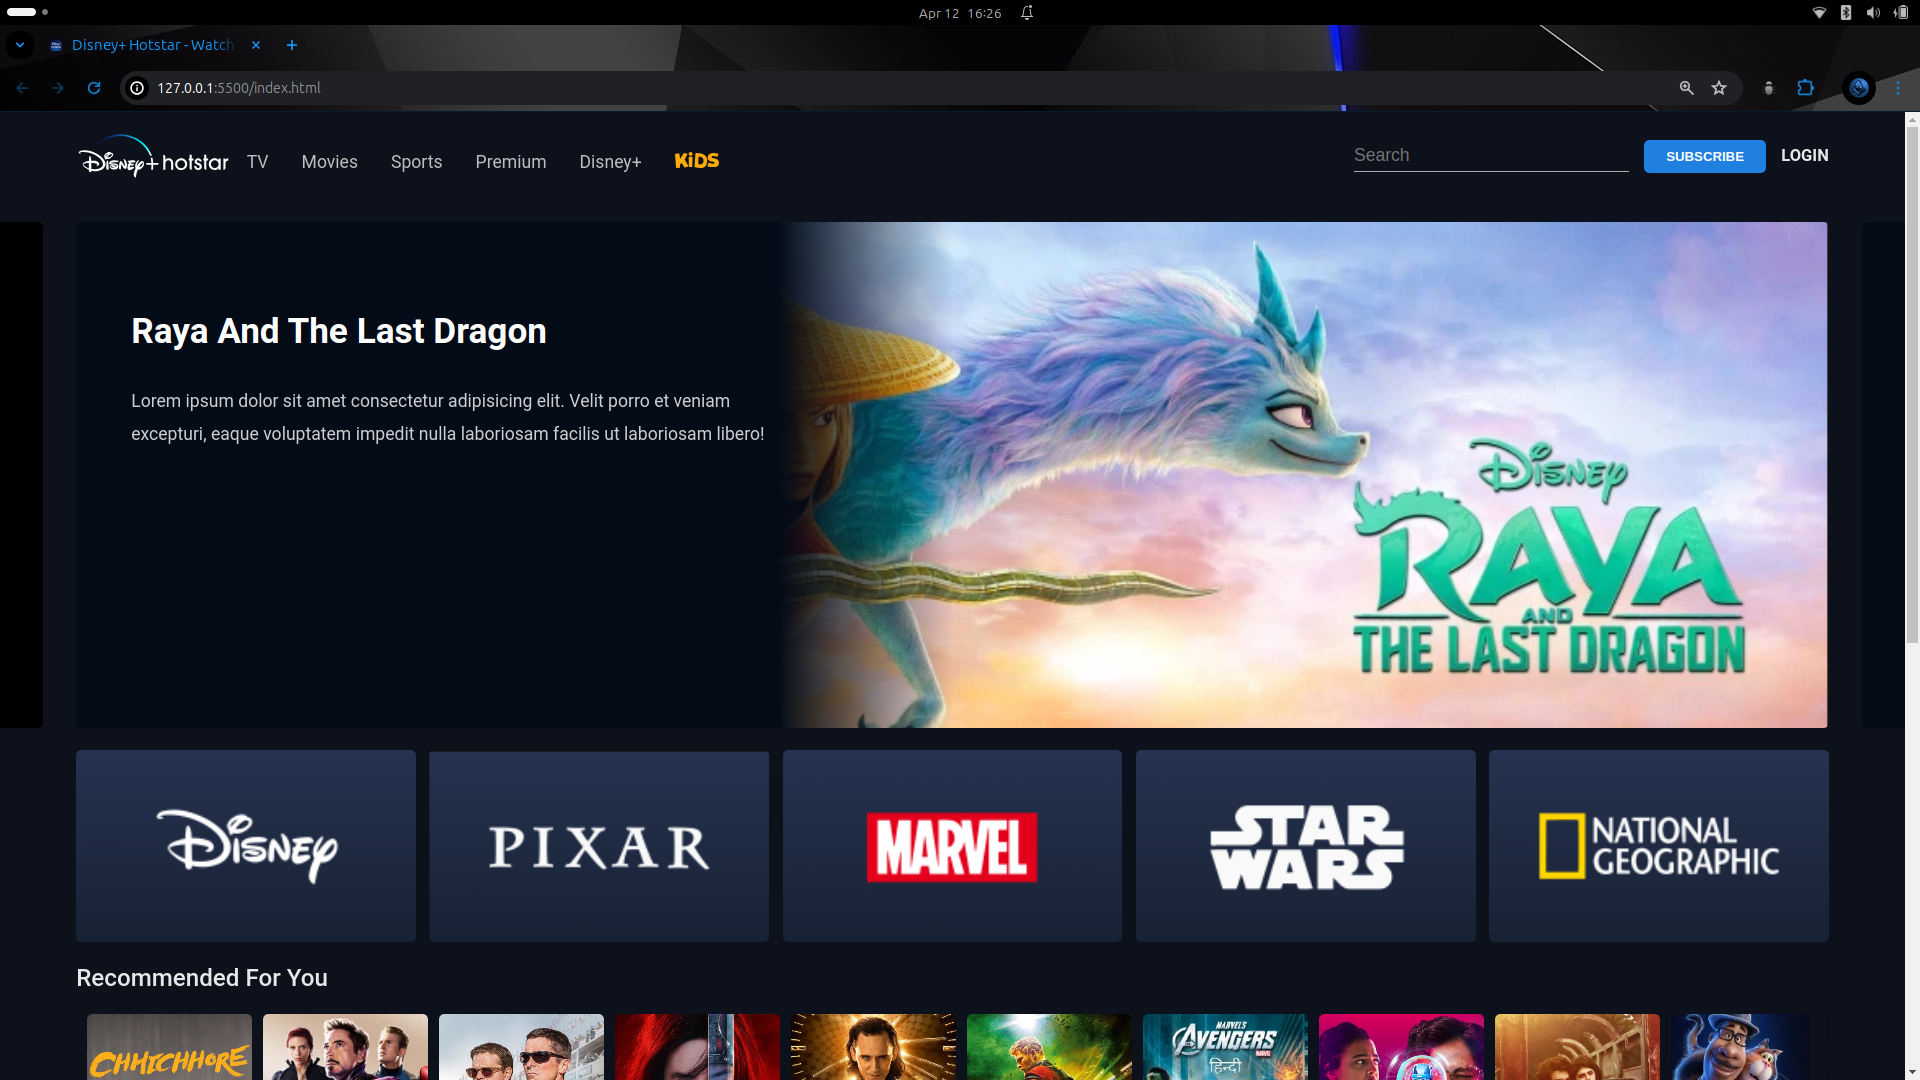 Apr 12 16:26
Disney+ Hotstar - Watch
127.0.0.1:5500/index.html
Disney+ hotstar TV Movies Sports Premium Disney+ KiDS Search SUBSCRIBE LOGIN
Raya And The Last Dragon
Lorem ipsum dolor sit amet consectetur adipisicing elit. Velit porro et veniam
excepturi, eaque voluptatem impedit nulla laboriosam facilis ut laboriosam libero!
Disney
RAYA
AND
THE LAST DRAGON
Disney
PIXAR
MARVEL
STAR
WARS
NATIONAL
GEOGRAPHIC
Recommended For You
CHHICHHORE
MARVEL'S
AVENGERS
MARVEL
हिन्दी